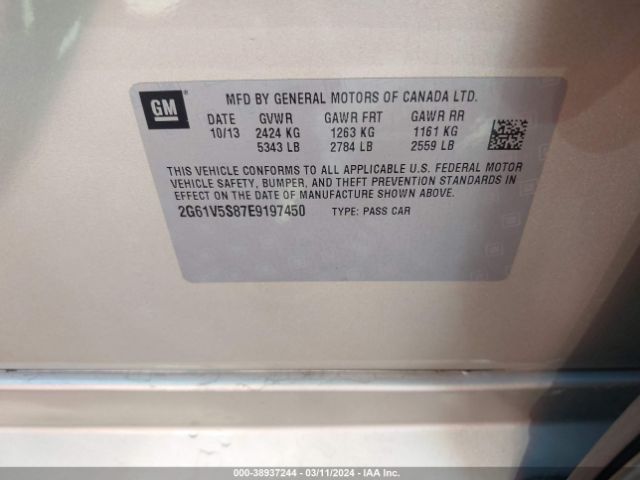 GM ®
MFD BY GENERAL MOTORS OF CANADA LTD.
DATE GVWR GAWR FRT GAWR RR
10/13 2424 KG 1263 KG 1161 KG
5343 LB 2784 LB 2559 LB
THIS VEHICLE CONFORMS TO ALL APPLICABLE U.S. FEDERAL MOTOR
VEHICLE SAFETY, BUMPER, AND THEFT PREVENTION STANDARDS IN
EFFECT ON THE DATE OF MANUFACTURE SHOWN ABOVE.
2G61V5S87E9197450 TYPE: PASS CAR
000-38937244 - 03/11/2024 - IAA Inc.